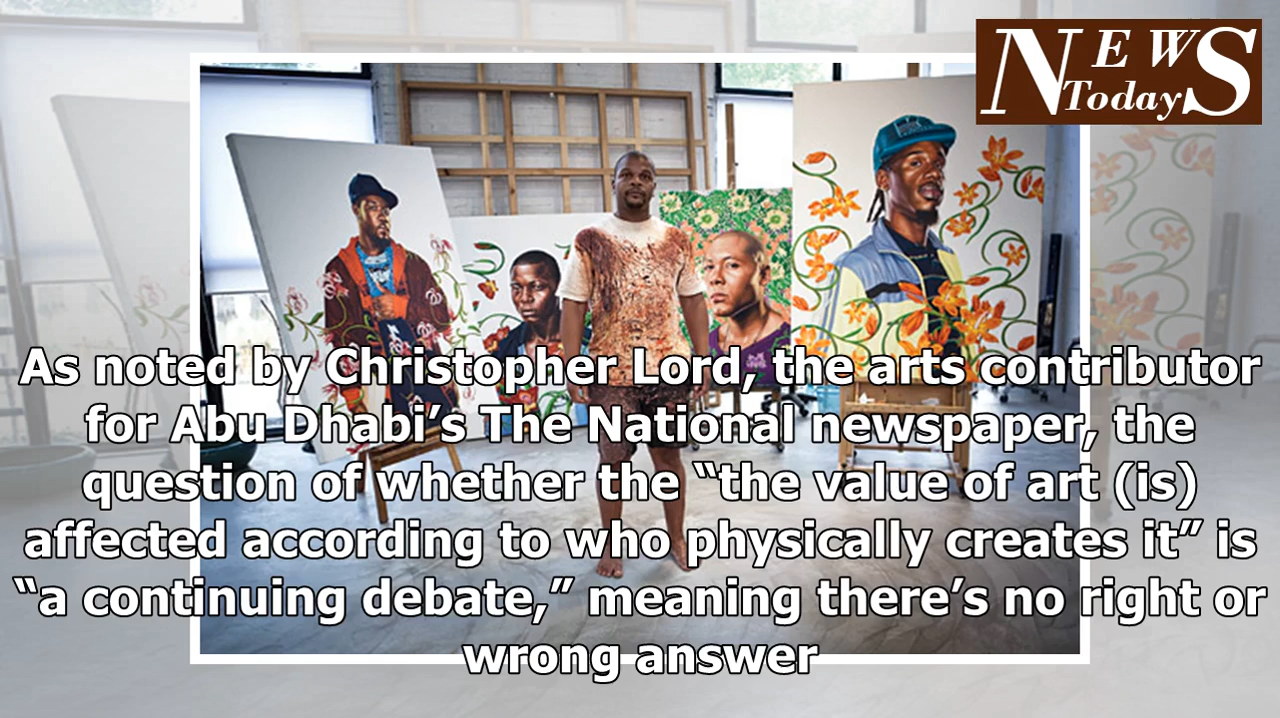 NEWS
Today
As noted by Christopher Lord, the arts contributor
for Abu Dhabi’s The National newspaper, the
question of whether the “the value of art (is)
affected according to who physically creates it” is
“a continuing debate,” meaning there’s no right or
wrong answer